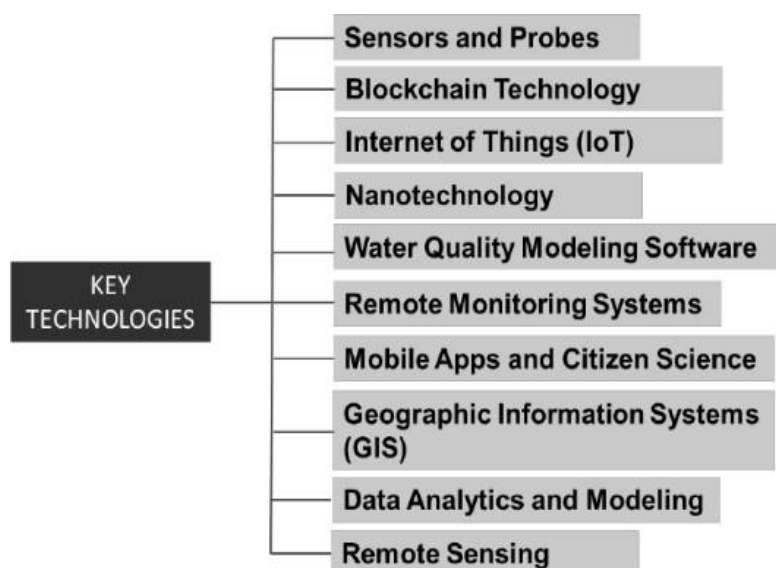 Sensors and Probes
Blockchain Technology
Internet of Things (IoT)
Nanotechnology
Water Quality Modeling Software
KEY
TECHNOLOGIES
Remote Monitoring Systems
Mobile Apps and Citizen Science
Geographic Information Systems
(GIS)
Data Analytics and Modeling
Remote Sensing